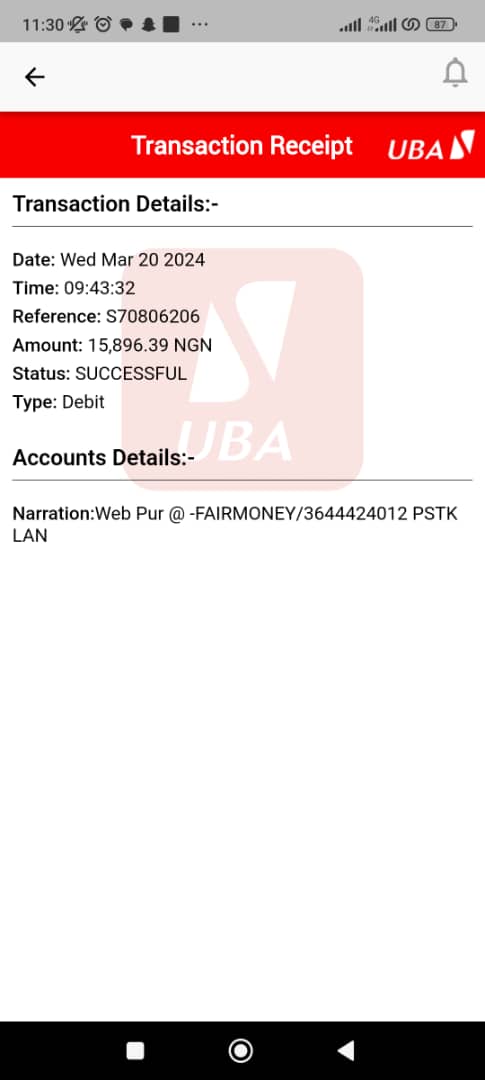 11:30
4G
87
Transaction Receipt
UBA
Transaction Details:-
Date: Wed Mar 20 2024
Time: 09:43:32
Reference: S70806206
Amount: 15,896.39 NGN
Status: SUCCESSFUL
Type: Debit
UBA
Accounts Details:-
Narration:Web Pur @ -FAIRMONEY/3644424012 PSTK
LAN